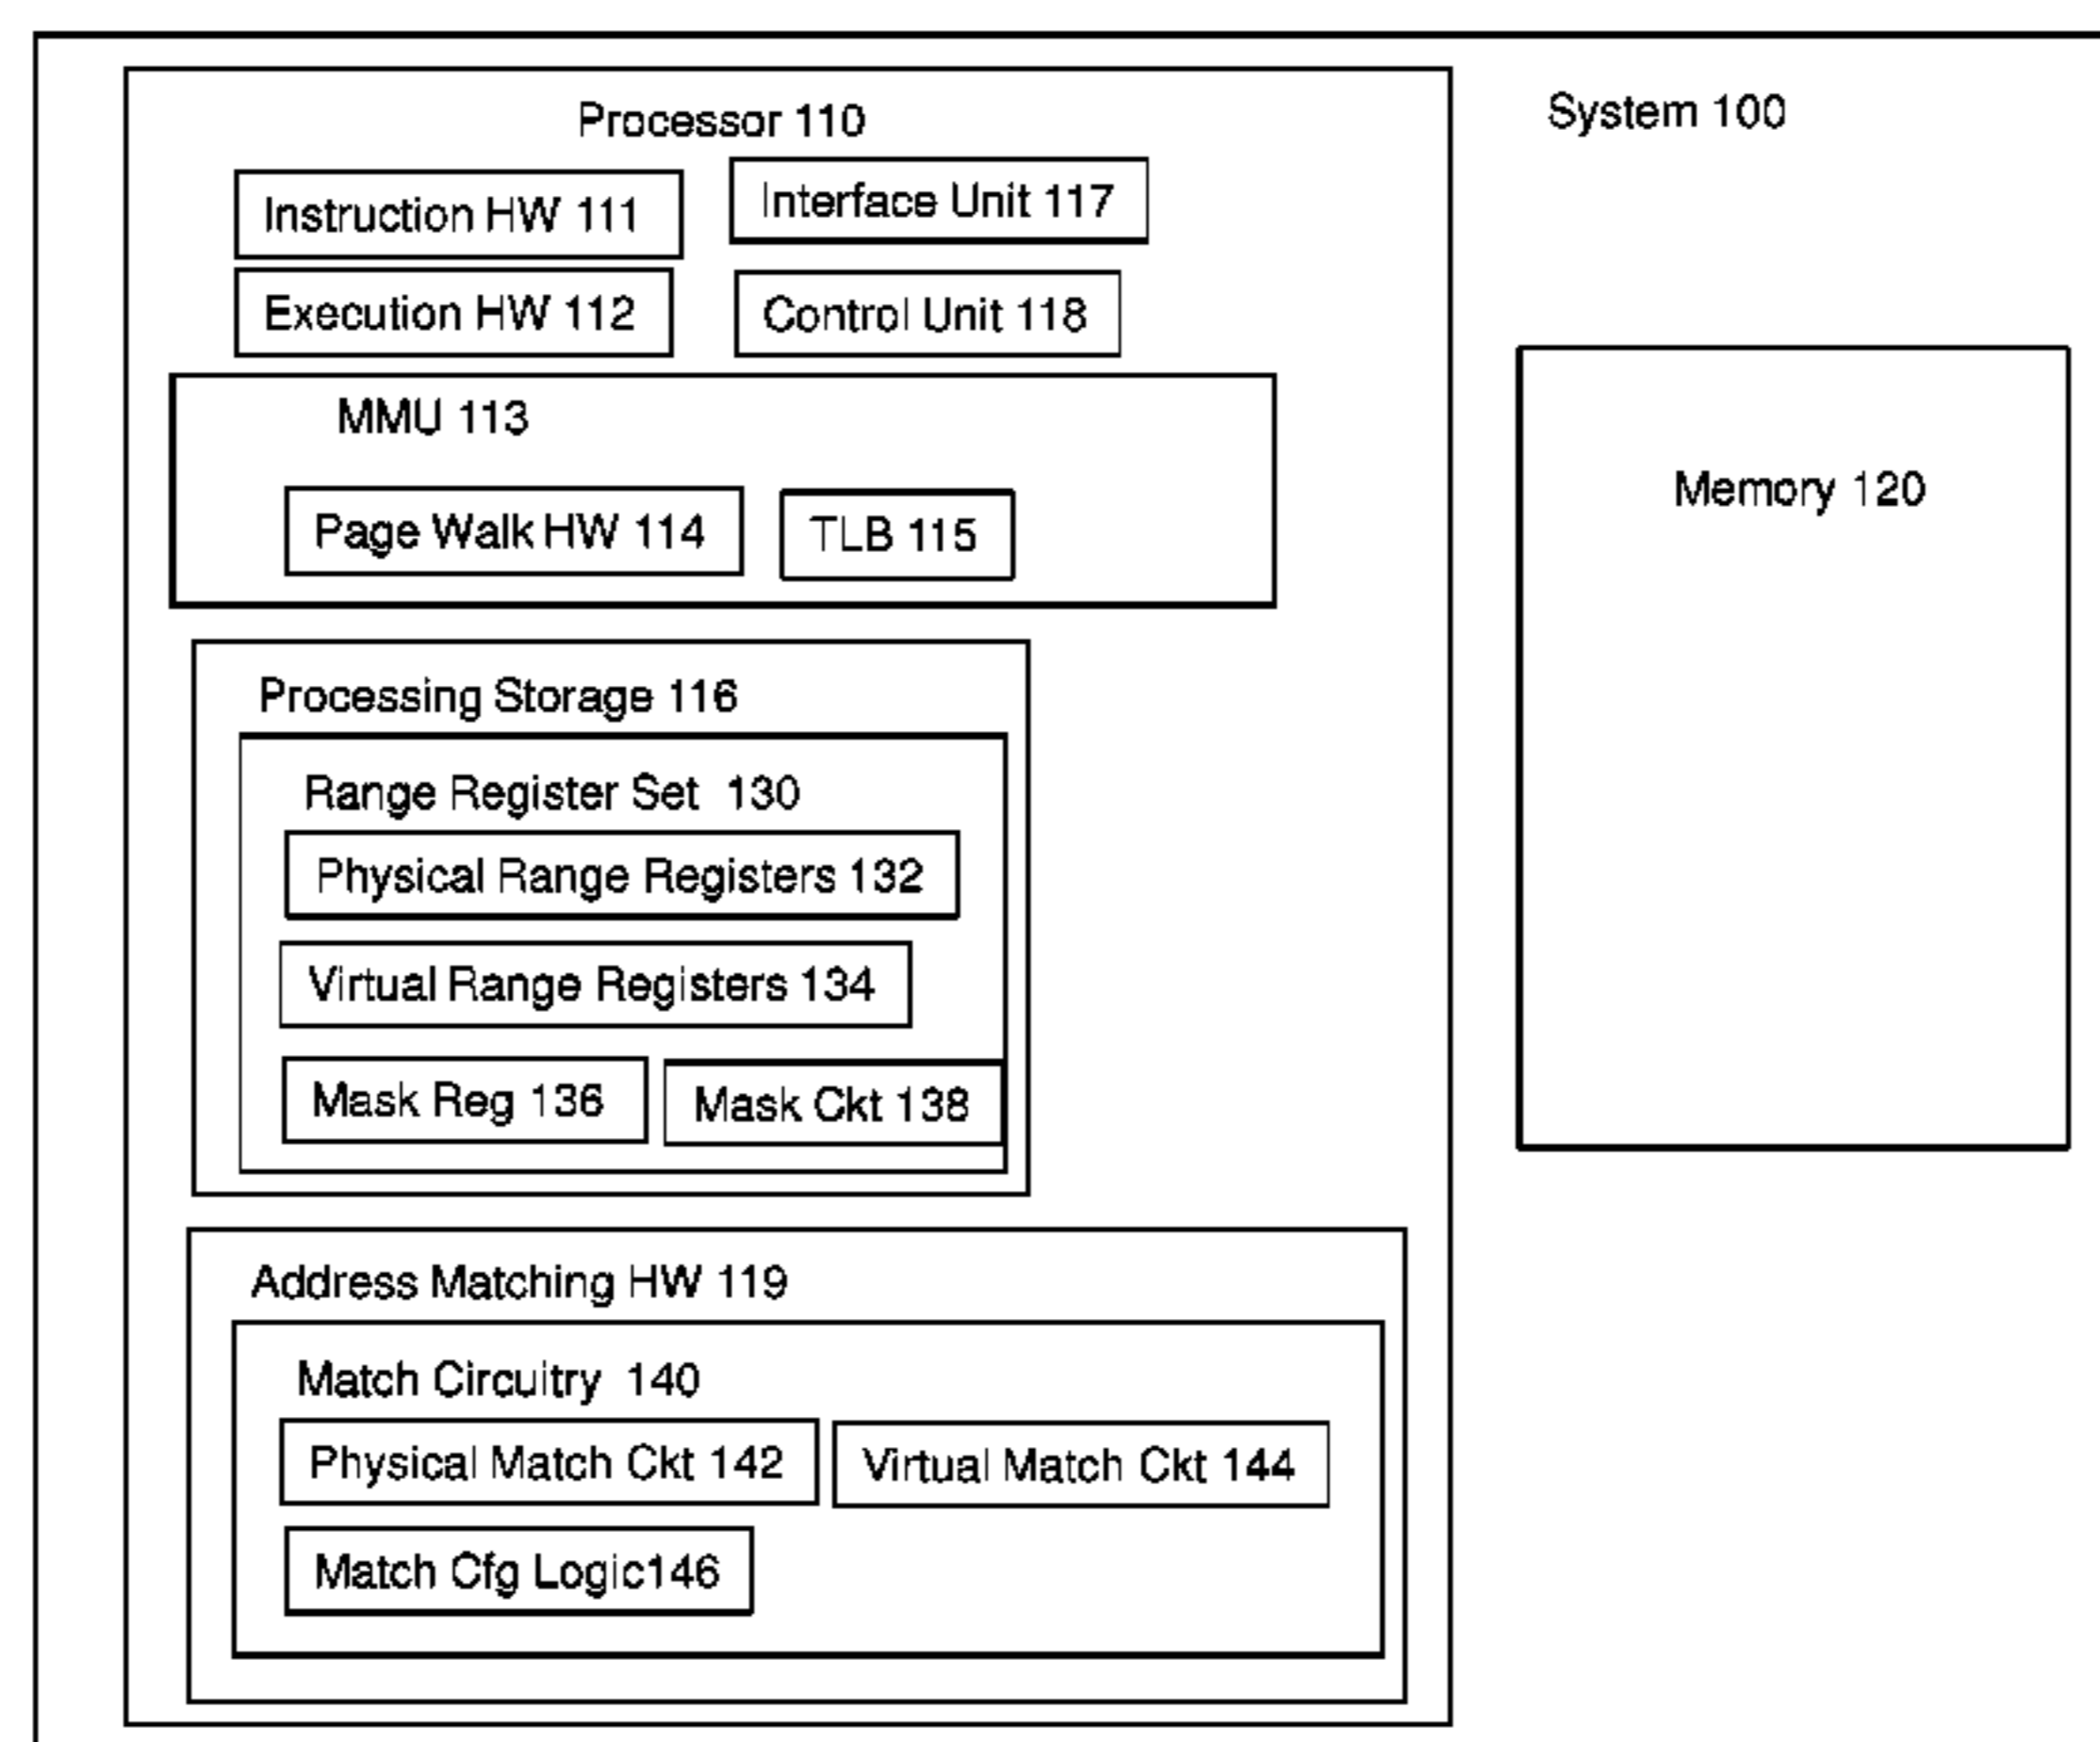 Processor 110
System 100
Instruction HW 111
Interface Unit 117
Execution HW 112
Control Unit 118
MMU 113
Page Walk HW 114
TLB 115
Memory 120
Processing Storage 116
Range Register Set 130
Physical Range Registers 132
Virtual Range Registers 134
Mask Reg 136
Mask Ckt 138
Address Matching HW 119
Match Circuitry 140
Physical Match Ckt 142
Virtual Match Ckt 144
Match Cfg Logic146